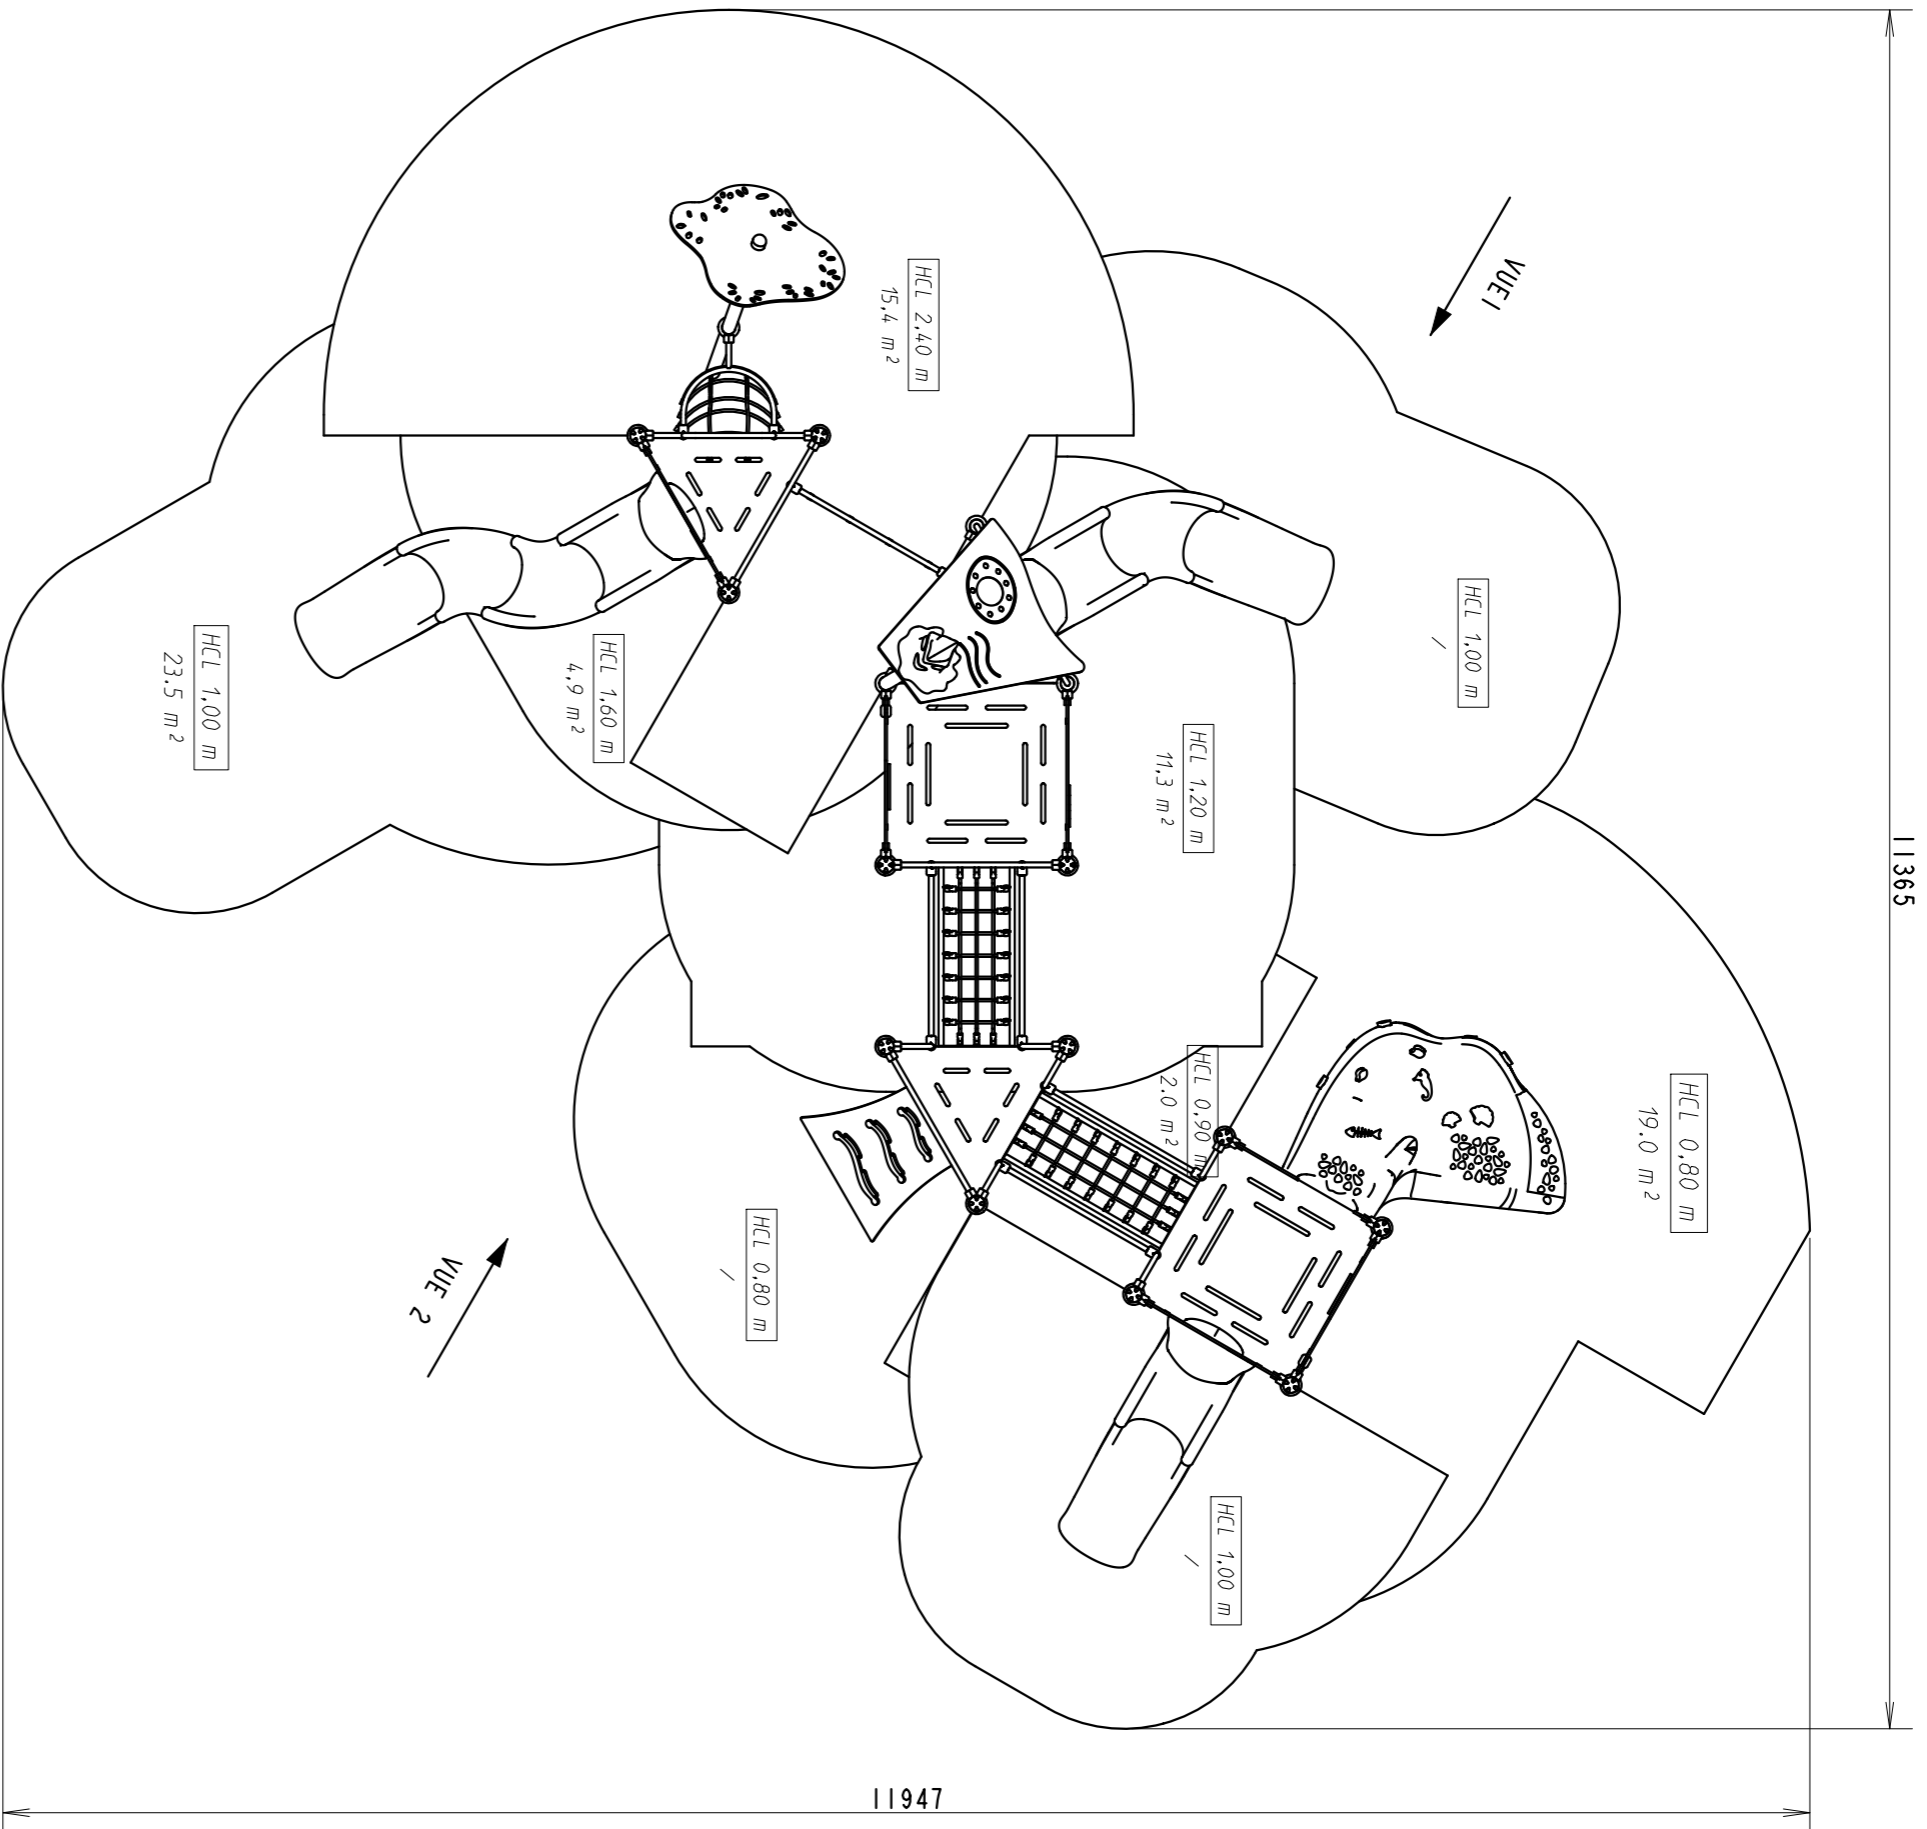 11365
VUE1
HCL 2,40 m
15,4 m²
HCL 1,00 m
/
HCL 1,60 m
4,9 m²
HCL 1,00 m
23.5 m²
HCL 1,20 m
11,3 m²
HCL 0,90 m
2.0 m²
HCL 0,80 m
19.0 m²
HCL 0,80 m
/
VUE 2
HCL 1,00 m
/
11947